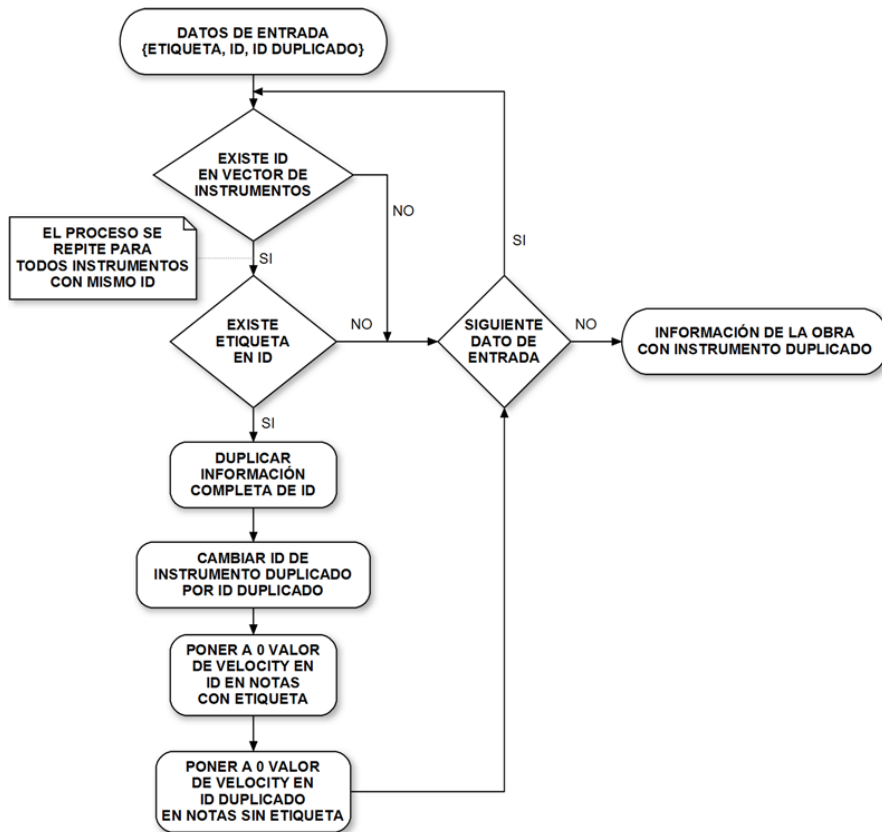 DATOS DE ENTRADA
{ETIQUETA, ID, ID DUPLICADO}
EXISTE ID
EN VECTOR DE
INSTRUMENTOS
NO
SI
EL PROCESO SE
REPITE PARA
TODOS INSTRUMENTOS
CON MISMO ID
SI
EXISTE
ETIQUETA
EN ID
NO
SIGUIENTE
DATO DE
ENTRADA
NO
INFORMACIÓN DE LA OBRA
CON INSTRUMENTO DUPLICADO
SI
DUPLICAR
INFORMACIÓN
COMPLETA DE ID
CAMBIAR ID DE
INSTRUMENTO DUPLICADO
POR ID DUPLICADO
PONER A 0 VALOR
DE VELOCITY EN
ID EN NOTAS
CON ETIQUETA
PONER A 0 VALOR
DE VELOCITY EN
ID DUPLICADO
EN NOTAS SIN ETIQUETA